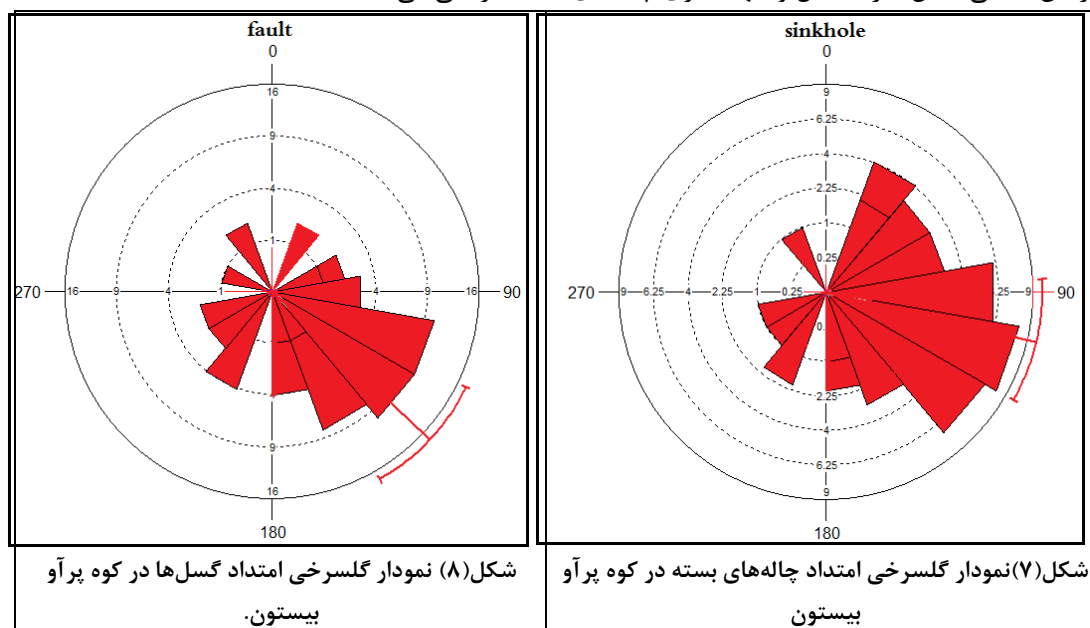 sinkhole
0
9
6.25
4
2.25
1
0.25
270 9 6.25 4 2.25 1 0.25 .25 9 90
0.
2.25
4
6.25
9
180
شکل(۷)نمودار گلسرخی امتداد چاله‌های بسته در کوه پرآو
بیستون
fault
0
16
9
4
1
270 16 9 4 1 4 9 16 90
4
9
16
180
شکل(۸) نمودار گلسرخی امتداد گسل‌ها در کوه پرآو
بیستون.